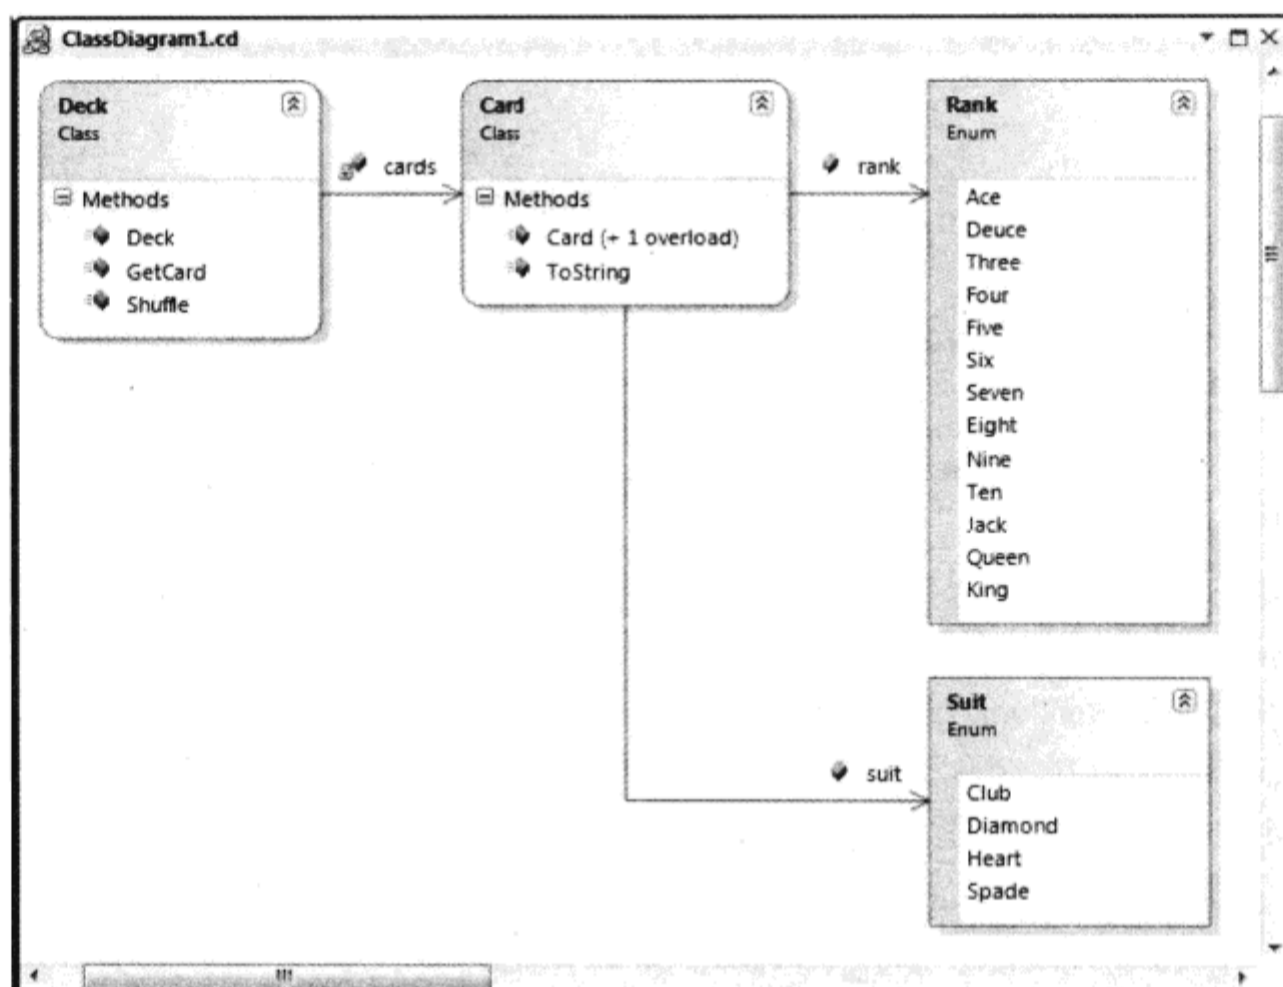 ClassDiagram1.cd
Deck
Class
Methods
Deck
GetCard
Shuffle
cards
Card
Class
Methods
Card (+ 1 overload)
ToString
rank
Rank
Enum
Ace
Deuce
Three
Four
Five
Six
Seven
Eight
Nine
Ten
Jack
Queen
King
suit
Suit
Enum
Club
Diamond
Heart
Spade